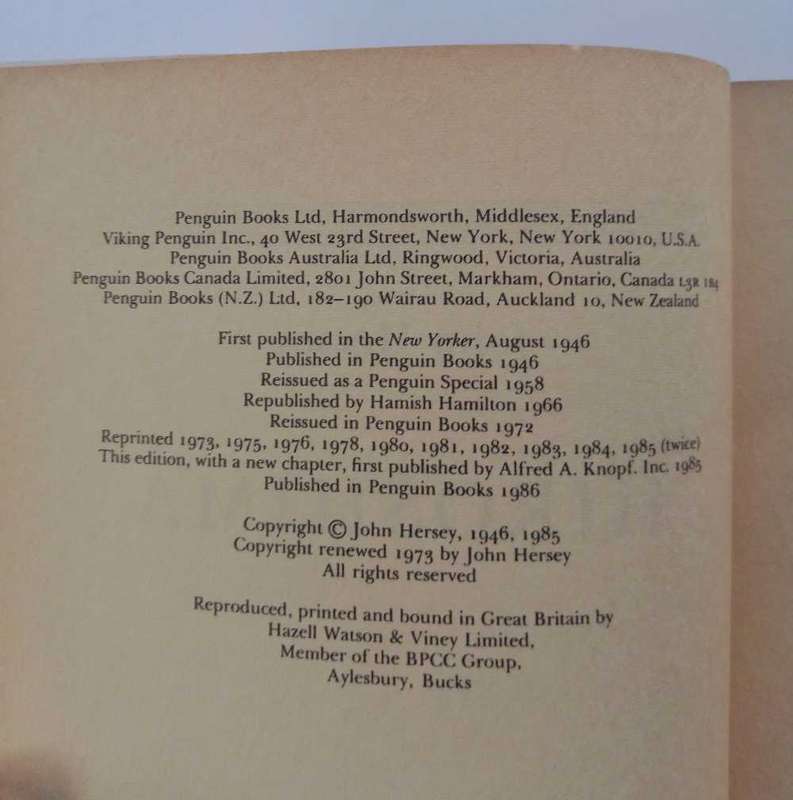 Penguin Books Ltd, Harmondsworth, Middlesex, England
Viking Penguin Inc., 40 West 23rd Street, New York, New York 10010, U.S.A.
Penguin Books Australia Ltd, Ringwood, Victoria, Australia
Penguin Books Canada Limited, 2801 John Street, Markham, Ontario, Canada L3R 1B4
Penguin Books (N.Z.) Ltd, 182–190 Wairau Road, Auckland 10, New Zealand
First published in the New Yorker, August 1946
Published in Penguin Books 1946
Reissued as a Penguin Special 1958
Republished by Hamish Hamilton 1966
Reissued in Penguin Books 1972
Reprinted 1973, 1975, 1976, 1978, 1980, 1981, 1982, 1983, 1984, 1985 (twice)
This edition, with a new chapter, first published by Alfred A. Knopf. Inc. 1985
Published in Penguin Books 1986
Copyright © John Hersey, 1946, 1985
Copyright renewed 1973 by John Hersey
All rights reserved
Reproduced, printed and bound in Great Britain by
Hazell Watson & Viney Limited,
Member of the BPCC Group,
Aylesbury, Bucks